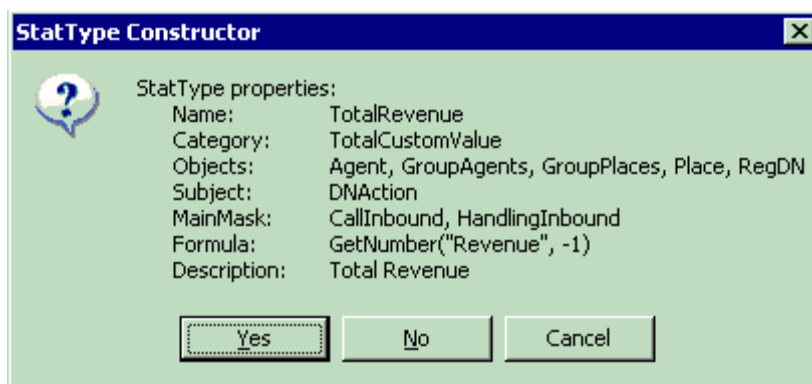 StatType Constructor
StatType properties:
Name: TotalRevenue
Category: TotalCustomValue
Objects: Agent, GroupAgents, GroupPlaces, Place, RegDN
Subject: DNAction
MainMask: CallInbound, HandlingInbound
Formula: GetNumber("Revenue", -1)
Description: Total Revenue
Yes No Cancel